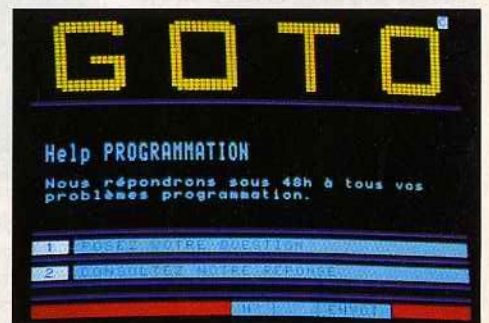 C
GOTO
Help PROGRAMMATION
Nous répondrons sous 48h à tous vos
problèmes programmation.
1 POSEZ VOTRE QUESTION
2 CONSULTEZ NOTRE REPONSE
ENVOI